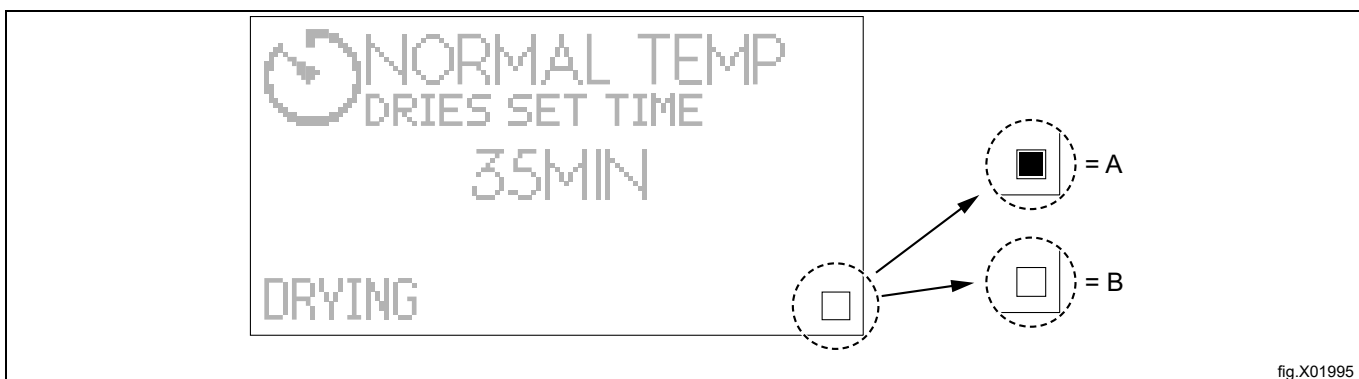 NORMAL TEMP
DRIES SET TIME
35MIN
= A
= B
DRYING
fig.X01995